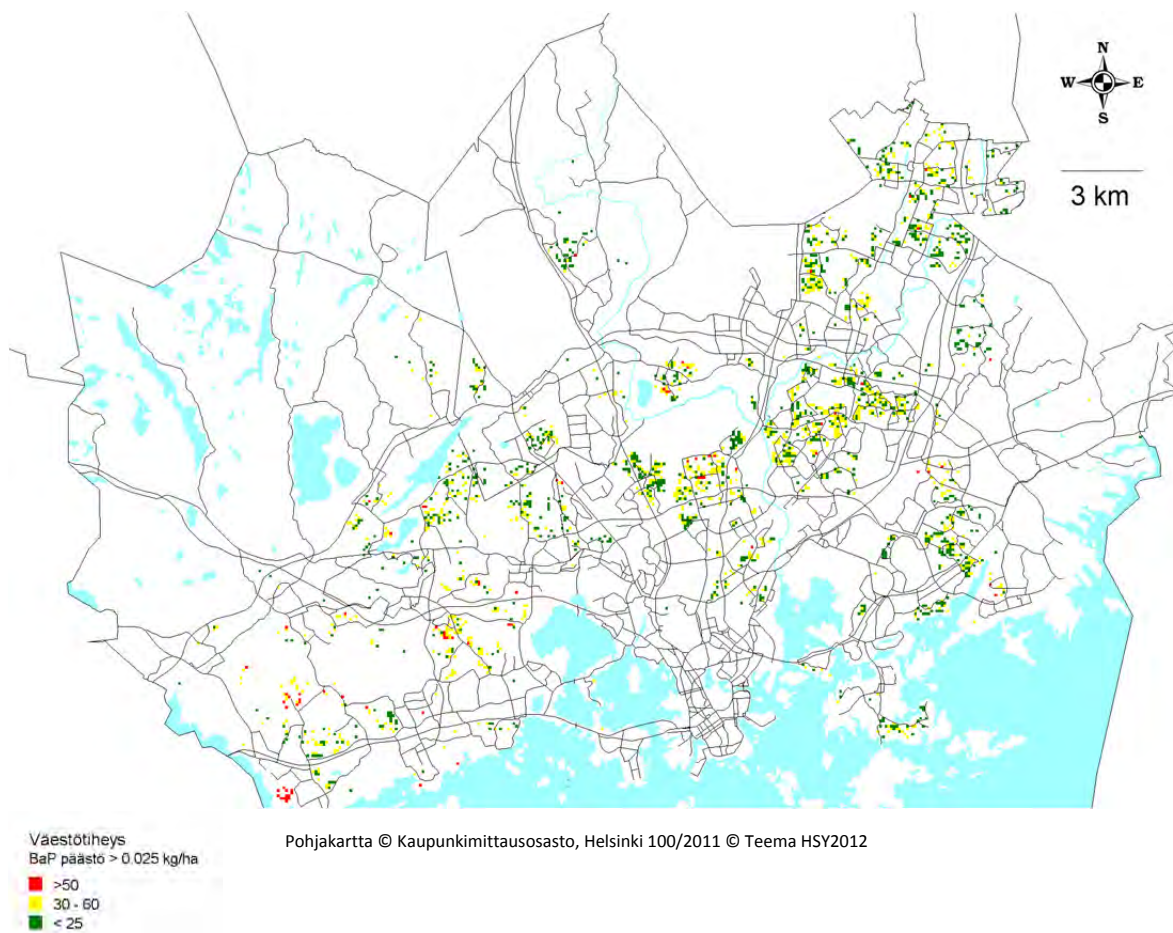 N
W E
S
3 km
Pohjakartta © Kaupunkimittausosasto, Helsinki 100/2011 © Teema HSY2012
Väestötiheys
BaP päästö > 0.025 kg/ha
>50
30 - 60
< 25